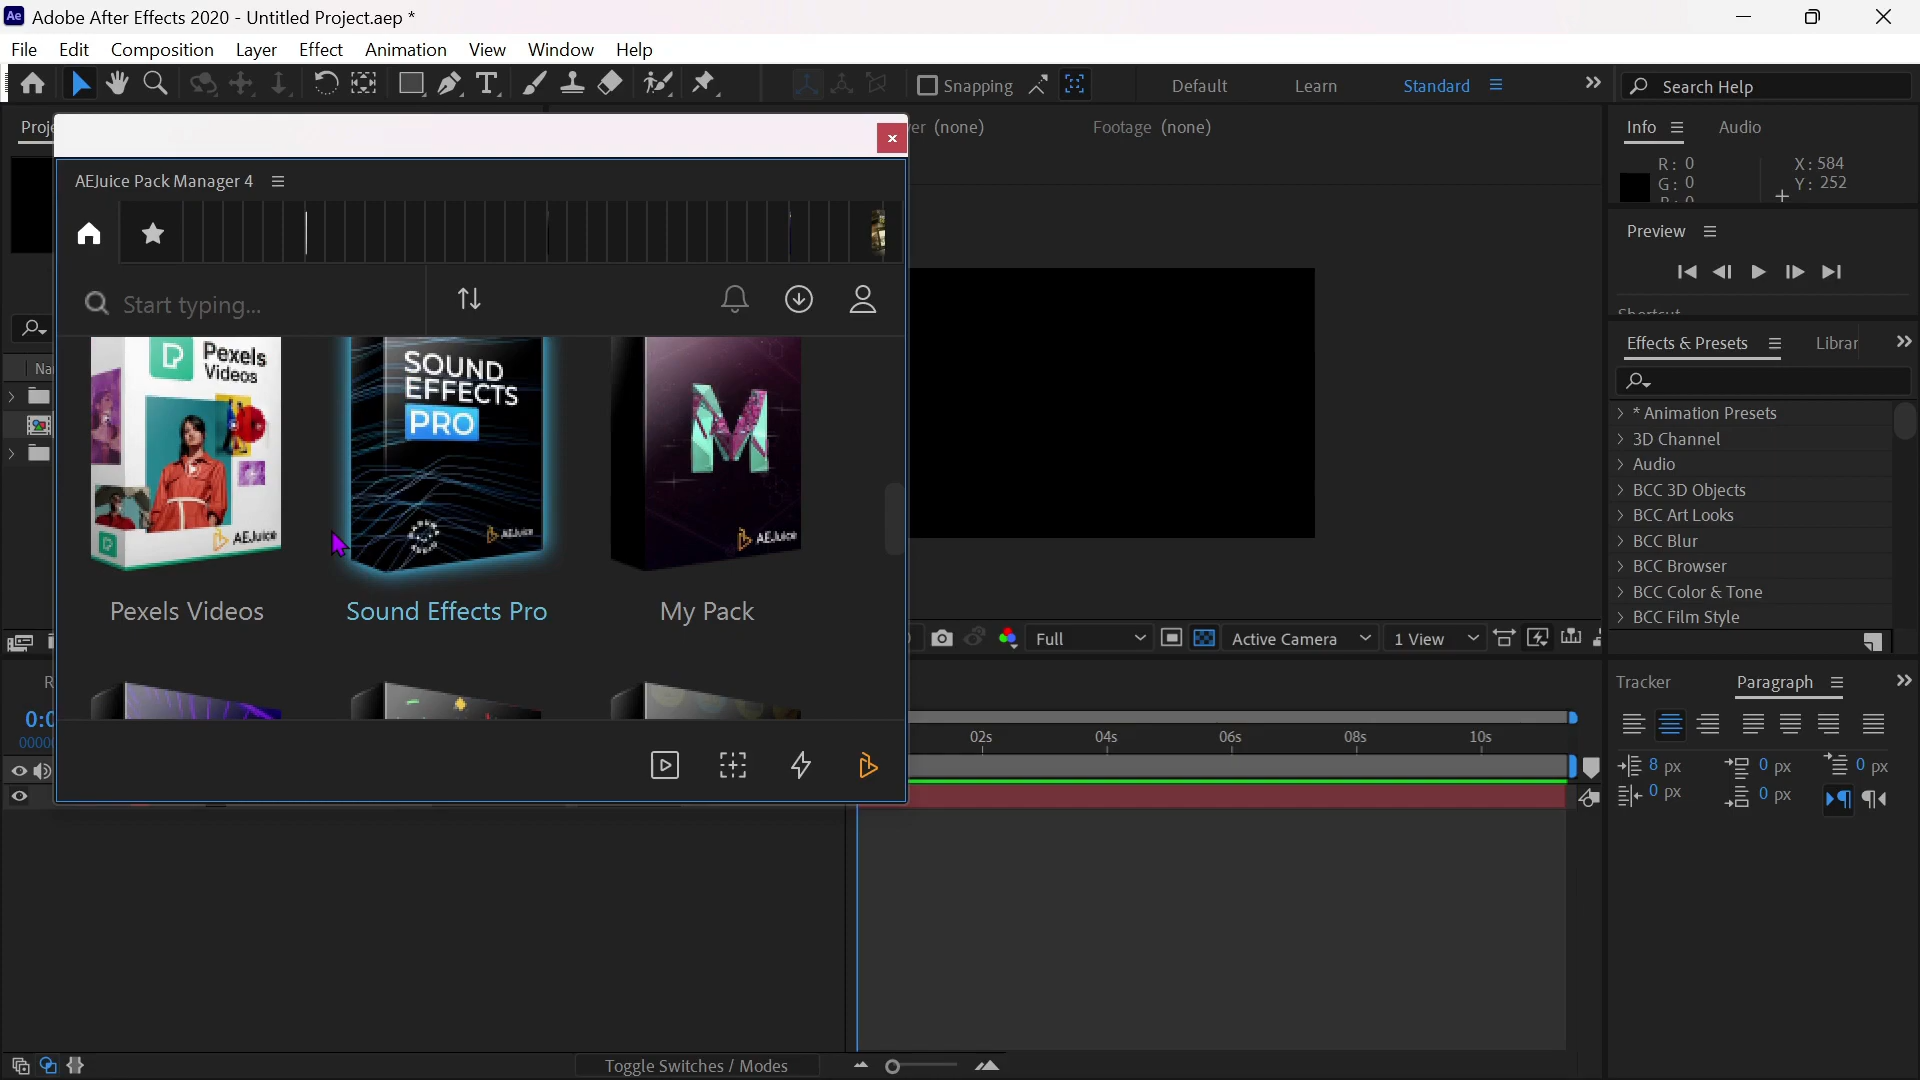 Ae Adobe After Effects 2020 - Untitled Project.aep *
File Edit Composition Layer Effect Animation View Window Help
Snapping Default Learn Standard Search Help
Proje
er (none) Footage (none)
Info Audio
R: 0 X: 584
G: 0 Y: 252
AEJuice Pack Manager 4
Preview
Start typing...
Effects & Presets Librar
Pexels Videos
AEJuice
SOUND EFFECTS PRO
AEJuice
M
AEJuice
Pexels Videos Sound Effects Pro My Pack
Na
* Animation Presets
3D Channel
Audio
BCC 3D Objects
BCC Art Looks
BCC Blur
BCC Browser
BCC Color & Tone
BCC Film Style
Full Active Camera 1 View
Tracker Paragraph
R
0:0
0000
02s 04s 06s 08s 10s
8 px 0 px 0 px
0 px 0 px
Toggle Switches / Modes